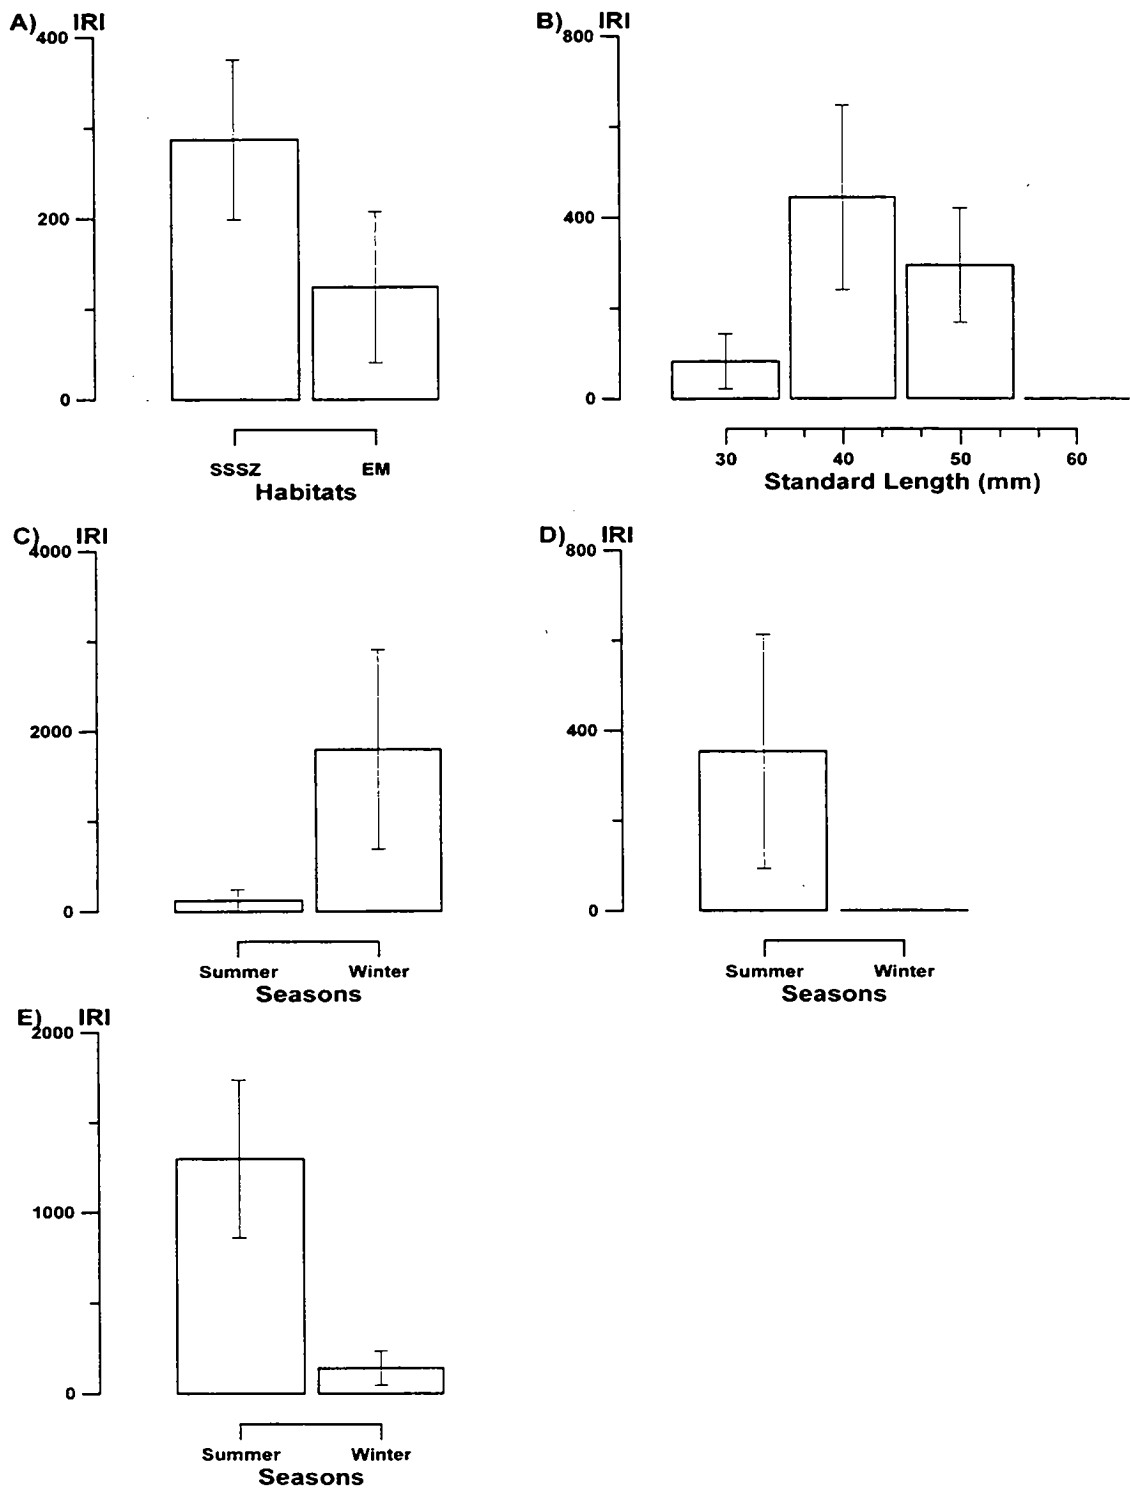 A) IRI
400
200
0
SSSZ EM
Habitats
B) IRI
800
400
0
30 40 50 60
Standard Length (mm)
C) IRI
4000
2000
0
Summer Winter
Seasons
D) IRI
800
400
0
Summer Winter
Seasons
E) IRI
2000
1000
0
Summer Winter
Seasons